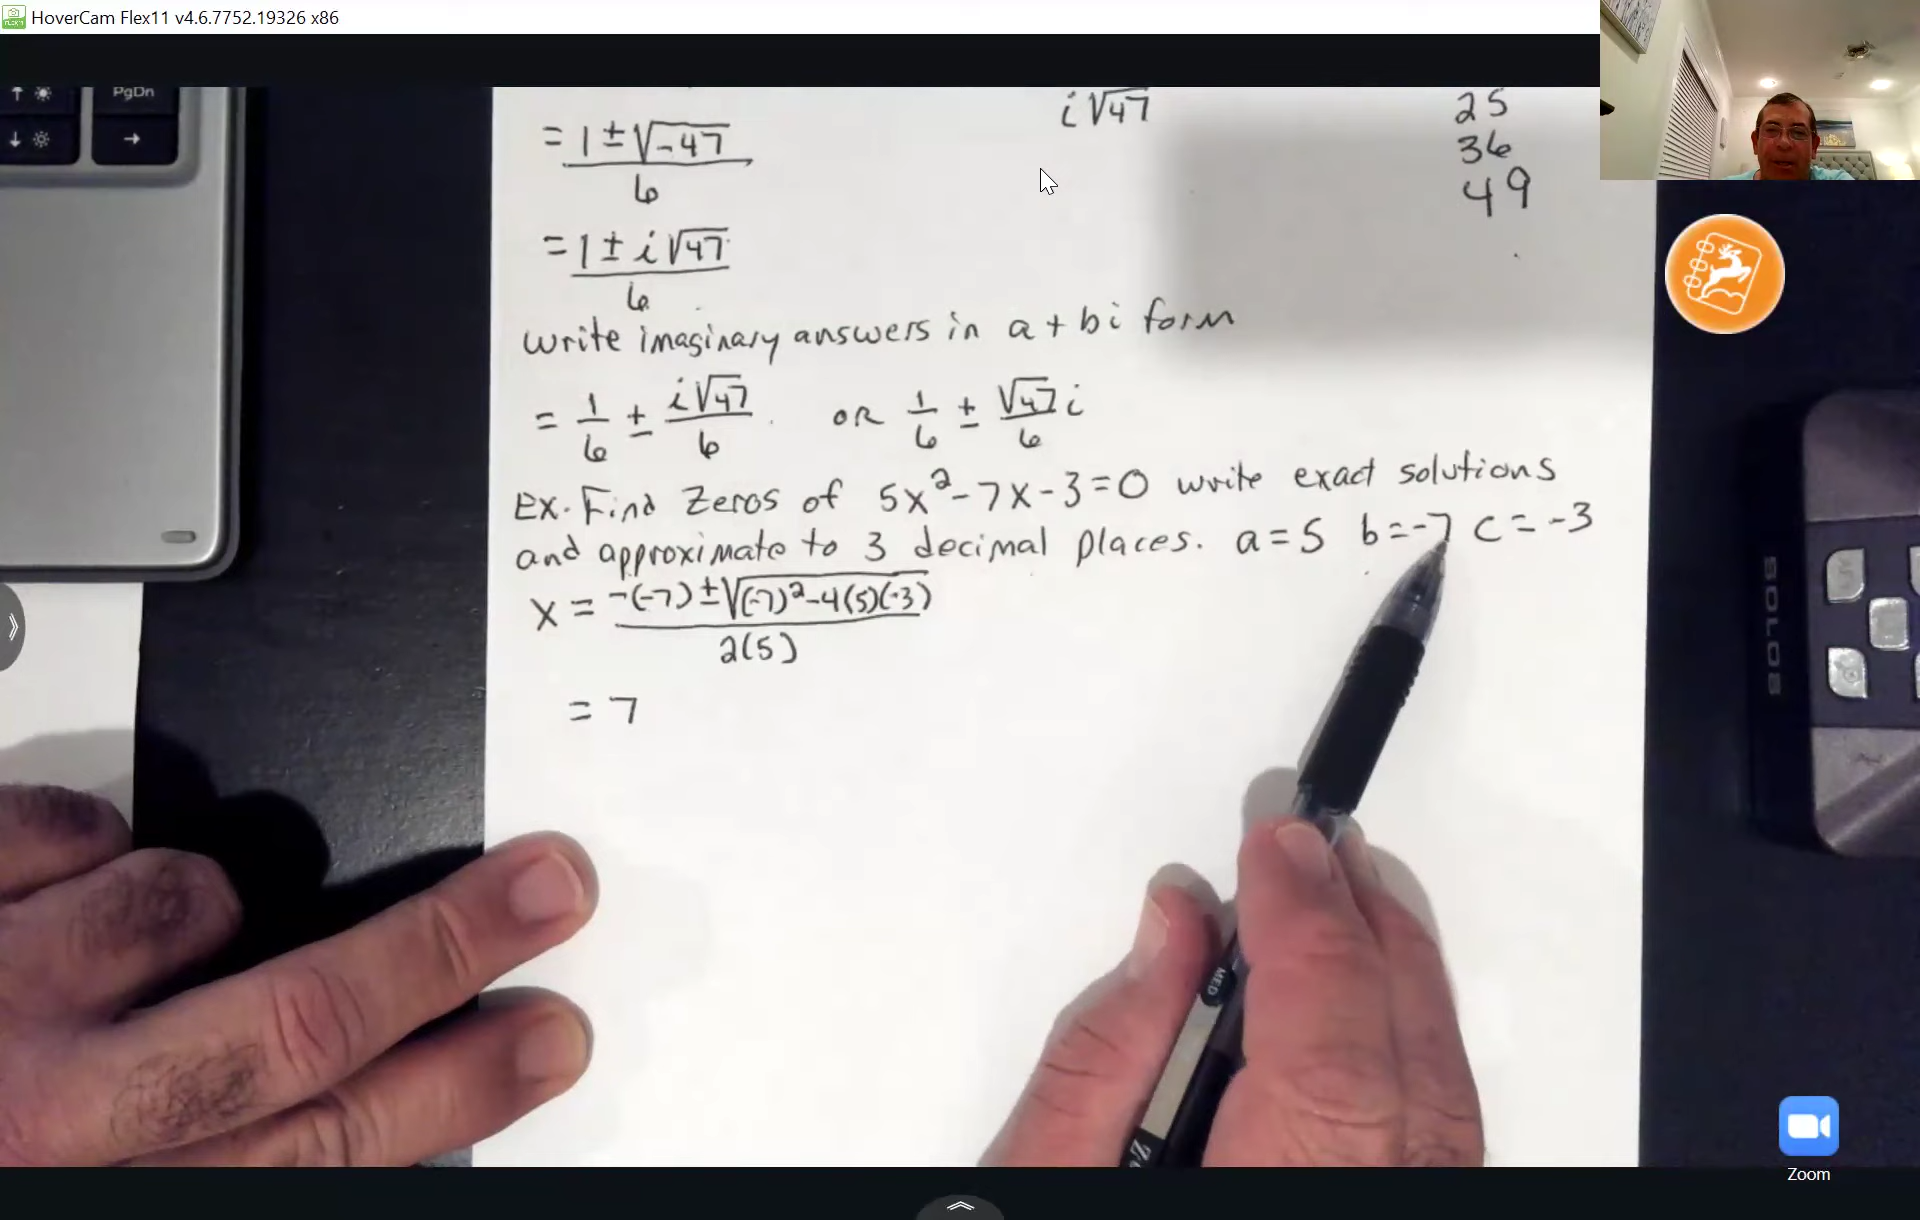 HoverCam Flex11 v4.6.7752.19326 x86
PgDn
= 1 ± √-47 / 6
i√47
25
36
49
= 1 ± i√47 / 6
write imaginary answers in a + bi form
= 1/6 ± i√47/6 OR 1/6 ± √47/6 i
Ex. Find Zeros of 5x² - 7x - 3 = 0 write exact solutions
and approximate to 3 decimal places. a = 5 b = -7 c = -3
x = -(-7) ± √(-7)² - 4(5)(-3) / 2(5)
= 7
SOLOS
MED
Zoom